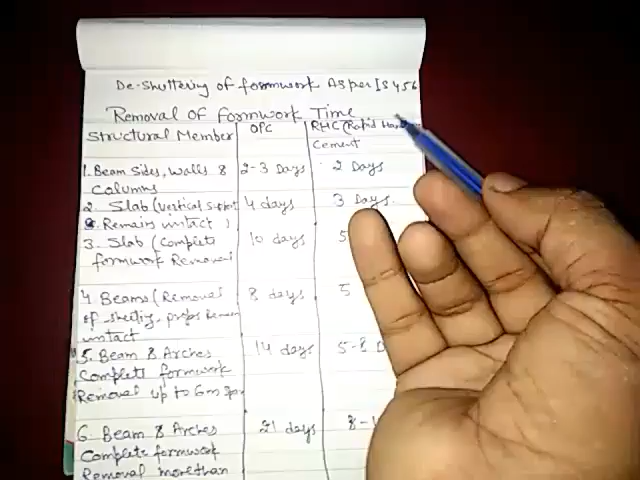 De-Shuttering of formwork As per IS 456
Removal of Formwork Time
Structural Member OPC RHC (Rapid
Cement
1. Beam Sides, Walls & 2-3 Days 2 Days
Columns
2. Slab (Vertical 4 days 3 Days
Remains intact)
3. Slab (Complete 10 days 5
formwork Removal
4. Beams (Removal 8 days 5
of sheeting, props Remain
intact
5. Beam & Arches 14 days 5-8 D
Complete formwork
Removal up to 6m Span
6. Beam & Arches 21 days 8-
Complete formwork
Removal more than